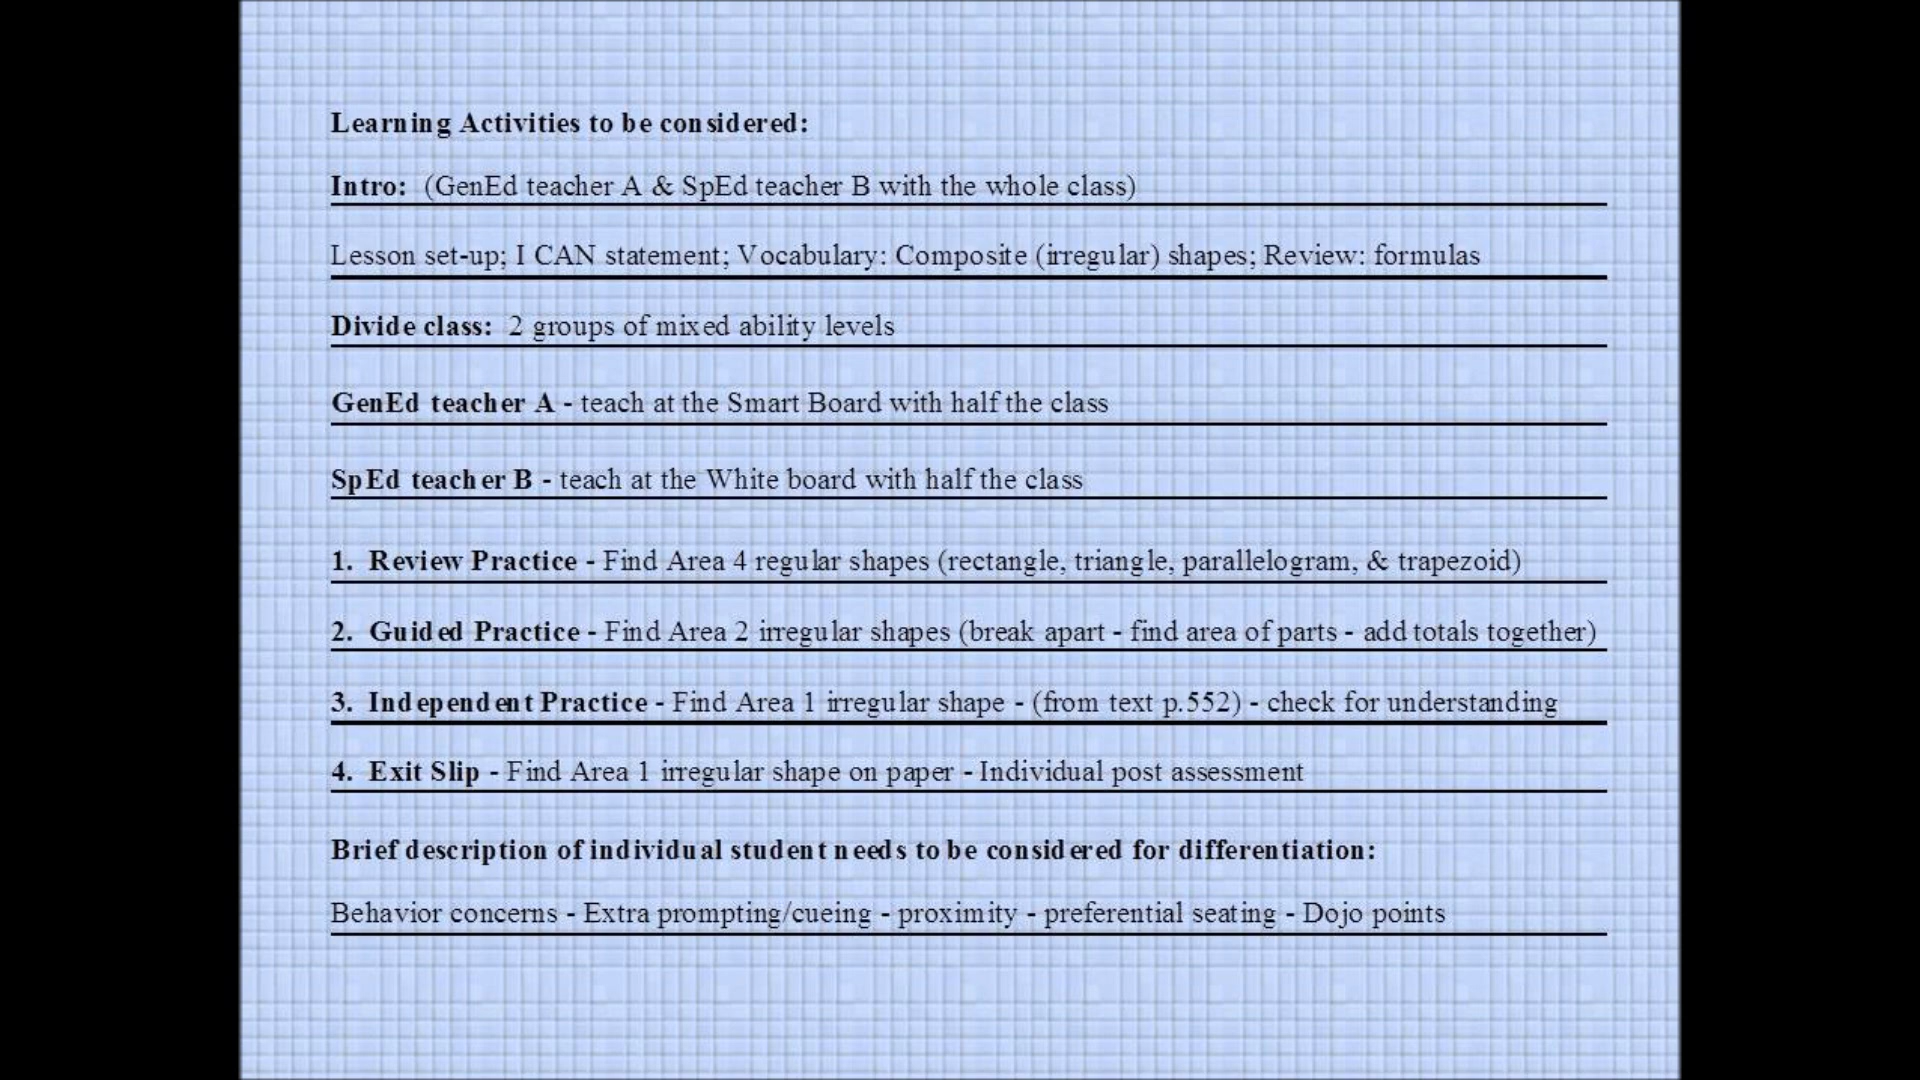 Learning Activities to be considered:
Intro: (GenEd teacher A & SpEd teacher B with the whole class)
Lesson set-up; I CAN statement; Vocabulary: Composite (irregular) shapes; Review: formulas
Divide class: 2 groups of mixed ability levels
GenEd teacher A - teach at the Smart Board with half the class
SpEd teacher B - teach at the White board with half the class
1. Review Practice - Find Area 4 regular shapes (rectangle, triangle, parallelogram, & trapezoid)
2. Guided Practice - Find Area 2 irregular shapes (break apart - find area of parts - add totals together)
3. Independent Practice - Find Area 1 irregular shape - (from text p.552) - check for understanding
4. Exit Slip - Find Area 1 irregular shape on paper - Individual post assessment
Brief description of individual student needs to be considered for differentiation:
Behavior concerns - Extra prompting/cueing - proximity - preferential seating - Dojo points